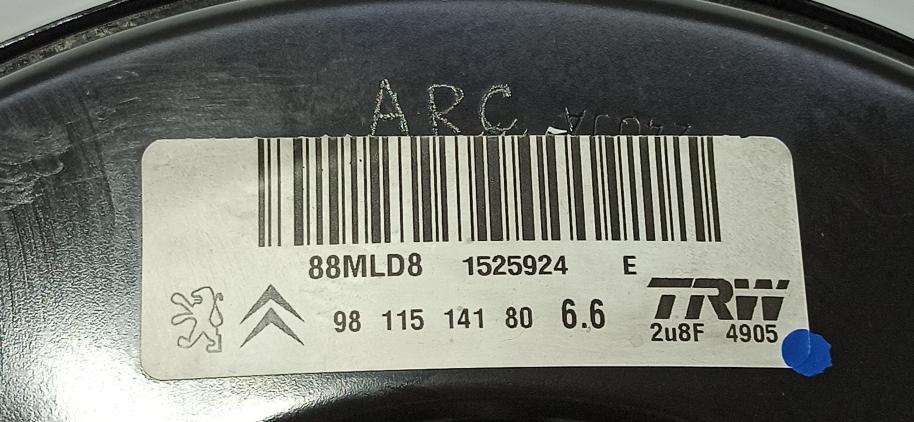 ARC
88MLD8 1525924 E
98 115 141 80 6.6
TRW
2u8F 4905